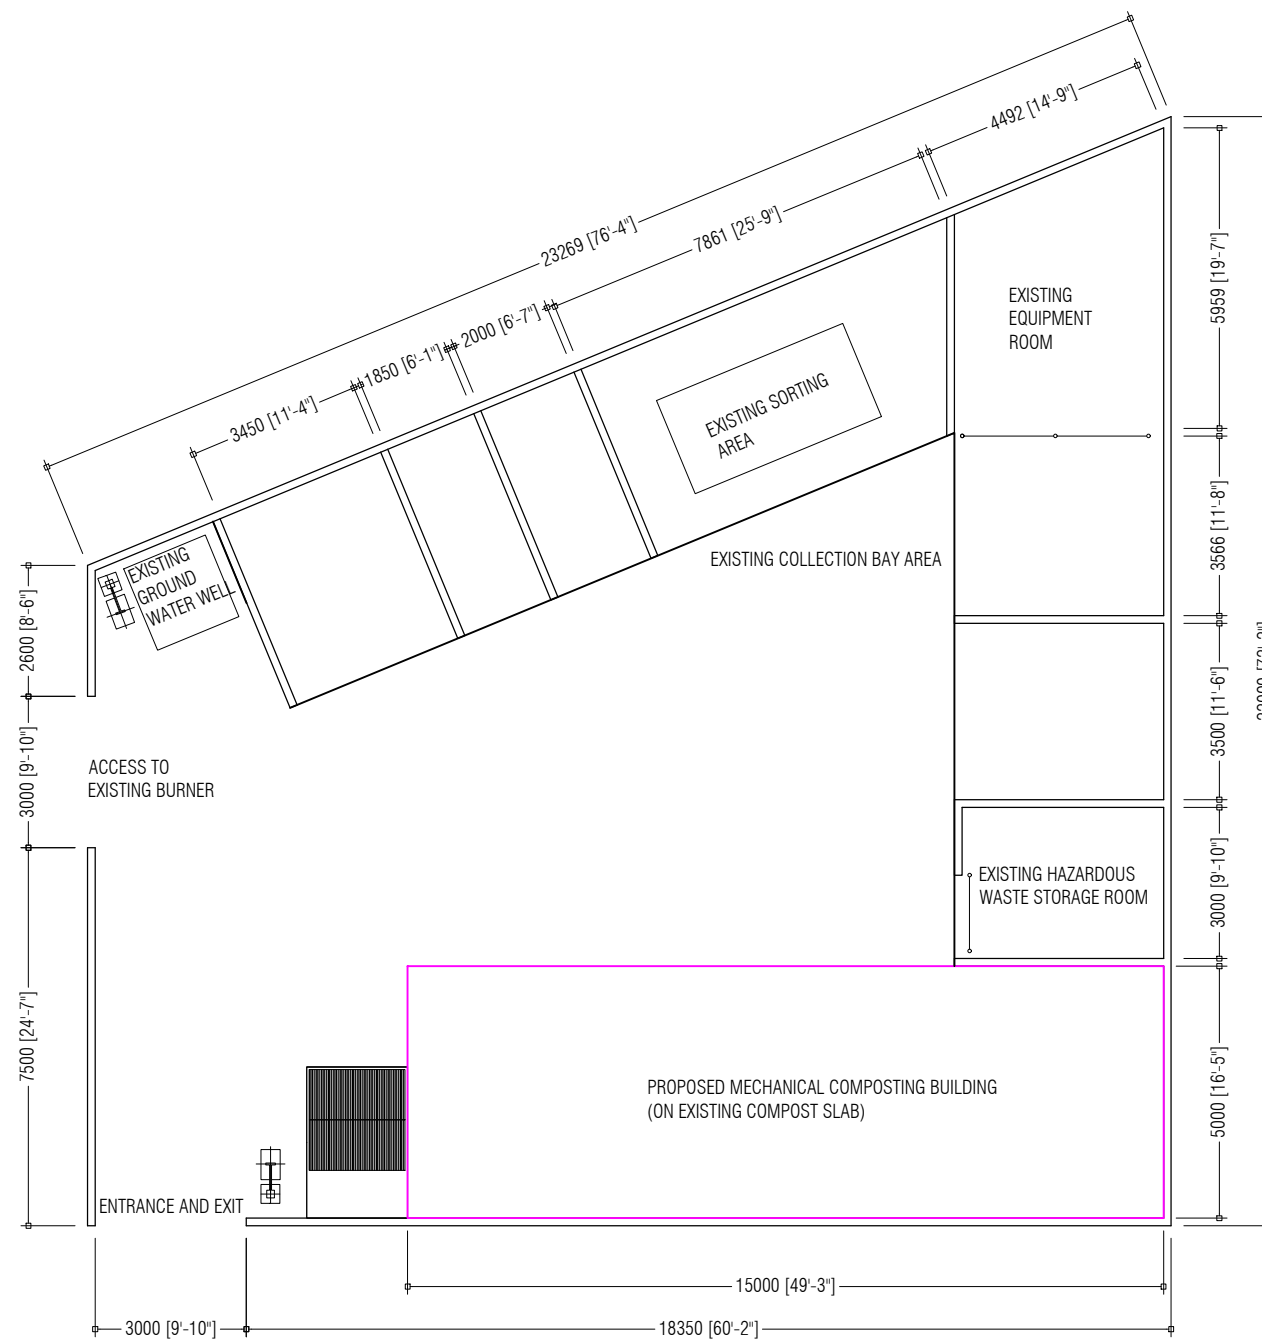 4492 [14'-9"]
23269 [76'-4"]
7861 [25'-9"]
2000 [6'-7"]
1850 [6'-1"]
3450 [11'-4"]
5959 [19'-7"]
EXISTING
EQUIPMENT
ROOM
EXISTING SORTING
AREA
3566 [11'-8"]
EXISTING COLLECTION BAY AREA
EXISTING
GROUND
WATER WELL
2600 [8'-6"]
3500 [11'-6"]
3000 [9'-10"]
ACCESS TO
EXISTING BURNER
EXISTING HAZARDOUS
WASTE STORAGE ROOM
3000 [9'-10"]
7500 [24'-7"]
PROPOSED MECHANICAL COMPOSTING BUILDING
(ON EXISTING COMPOST SLAB)
5000 [16'-5"]
ENTRANCE AND EXIT
15000 [49'-3"]
3000 [9'-10"]
18350 [60'-2"]